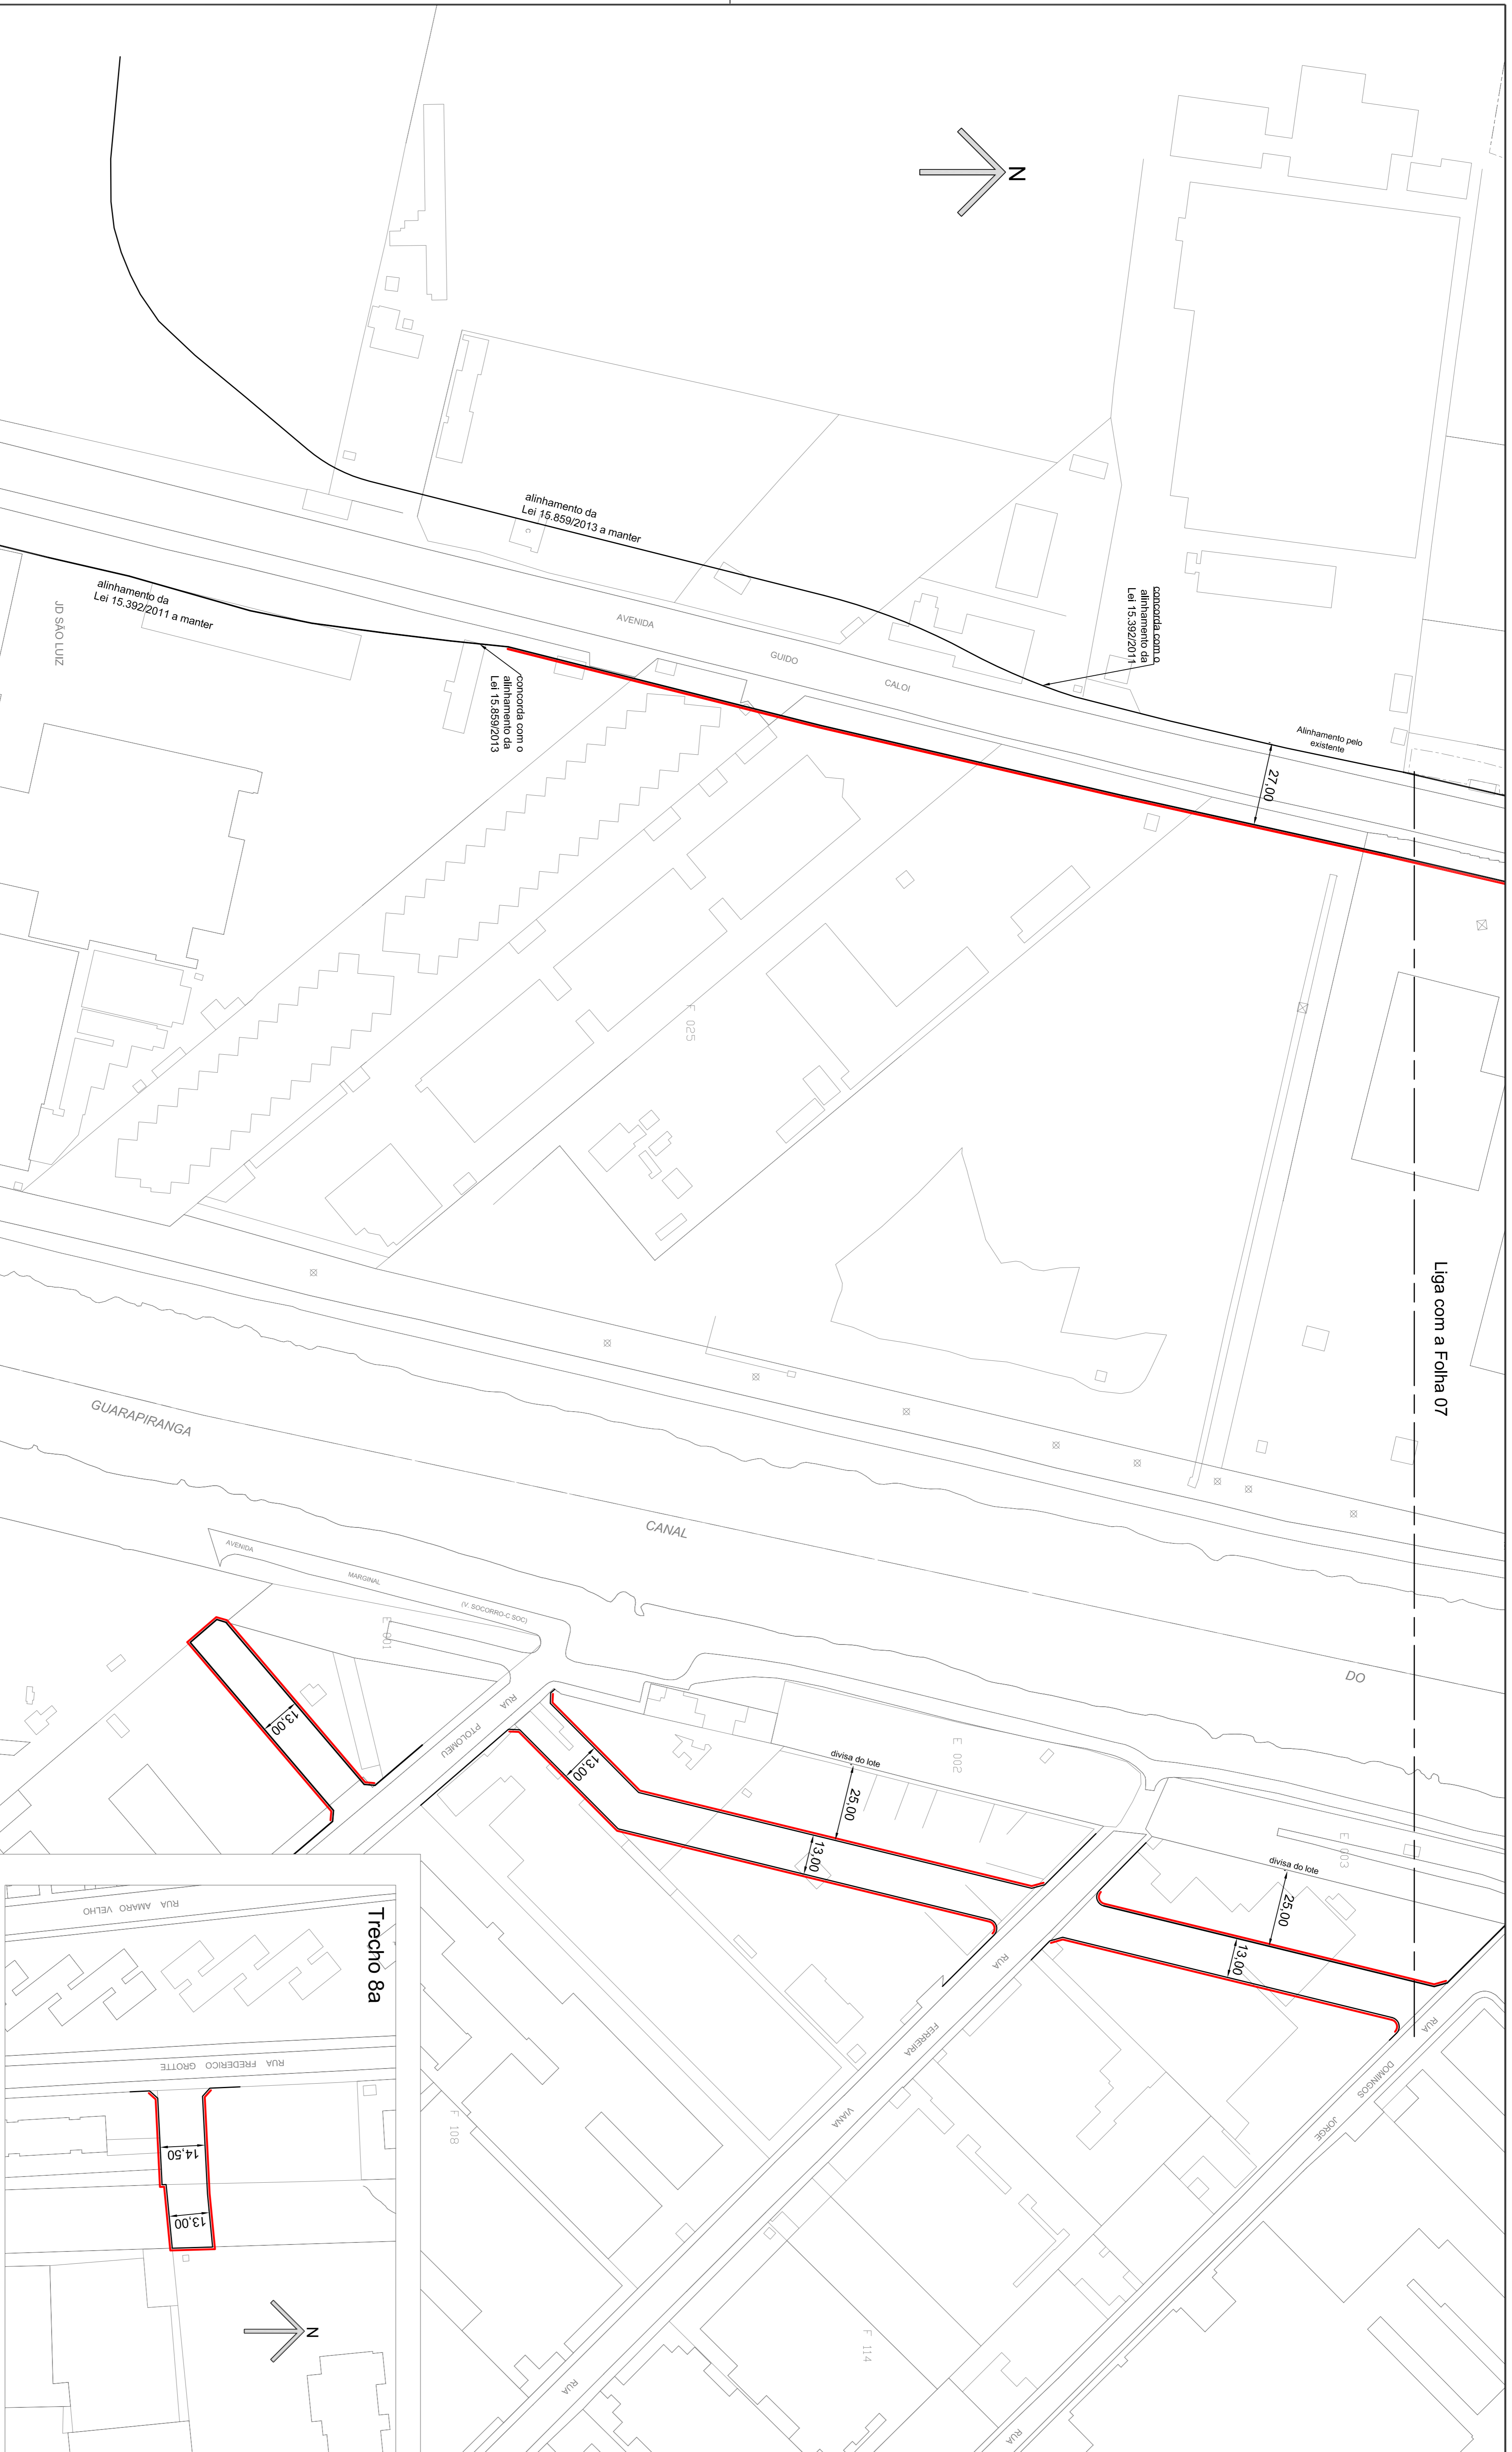 N
alinhamento da
Lei 15.859/2013 a manter
C
concorda com o
alinhamento da
Lei 15.392/2011
alinhamento da
Lei 15.392/2011 a manter
JD SÃO LUIZ
AVENIDA
GUIDO
CALOI
concorda com o
alinhamento da
Lei 15.859/2013
Alinhamento pelo
existente
27,00
F 025
Liga com a Folha 07
GUARAPIRANGA
CANAL
DO
AVENIDA
MARGINAL
(V. SOCORRO-C SOC)
E 001
RUA
PTOLOMEU
13,00
13,00
divisa do lote
25,00
13,00
E 002
E 003
divisa do lote
25,00
13,00
RUA
FERREIRA
VIANA
RUA
DOMINGOS
JORGE
F 108
F 114
RUA
RUA
Trecho 8a
RUA AMARO VELHO
RUA FREDERICO GROTTE
14,50
13,00
N